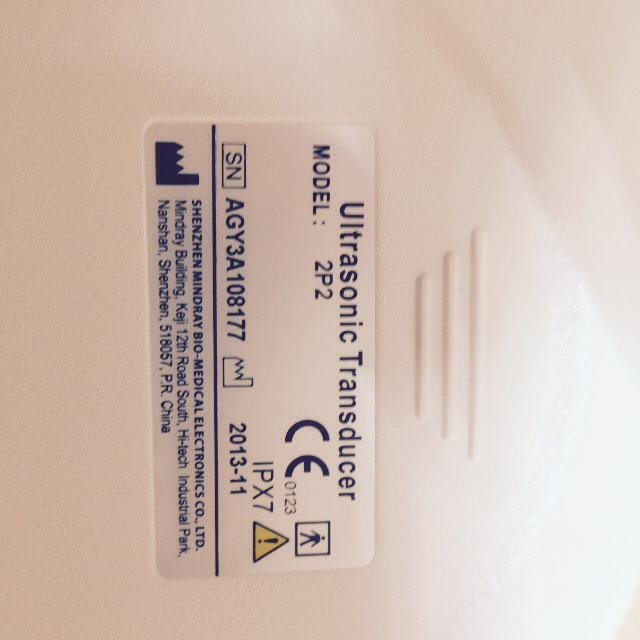 Ultrasonic Transducer
MODEL: 2P2
CE 0123
IPX7
SN AGY3A108177 2013-11
SHENZHEN MINDRAY BIO-MEDICAL ELECTRONICS CO., LTD.
Mindray Building, Keji 12th Road South, Hi-tech Industrial Park,
Nanshan, Shenzhen, 518057, P.R. China